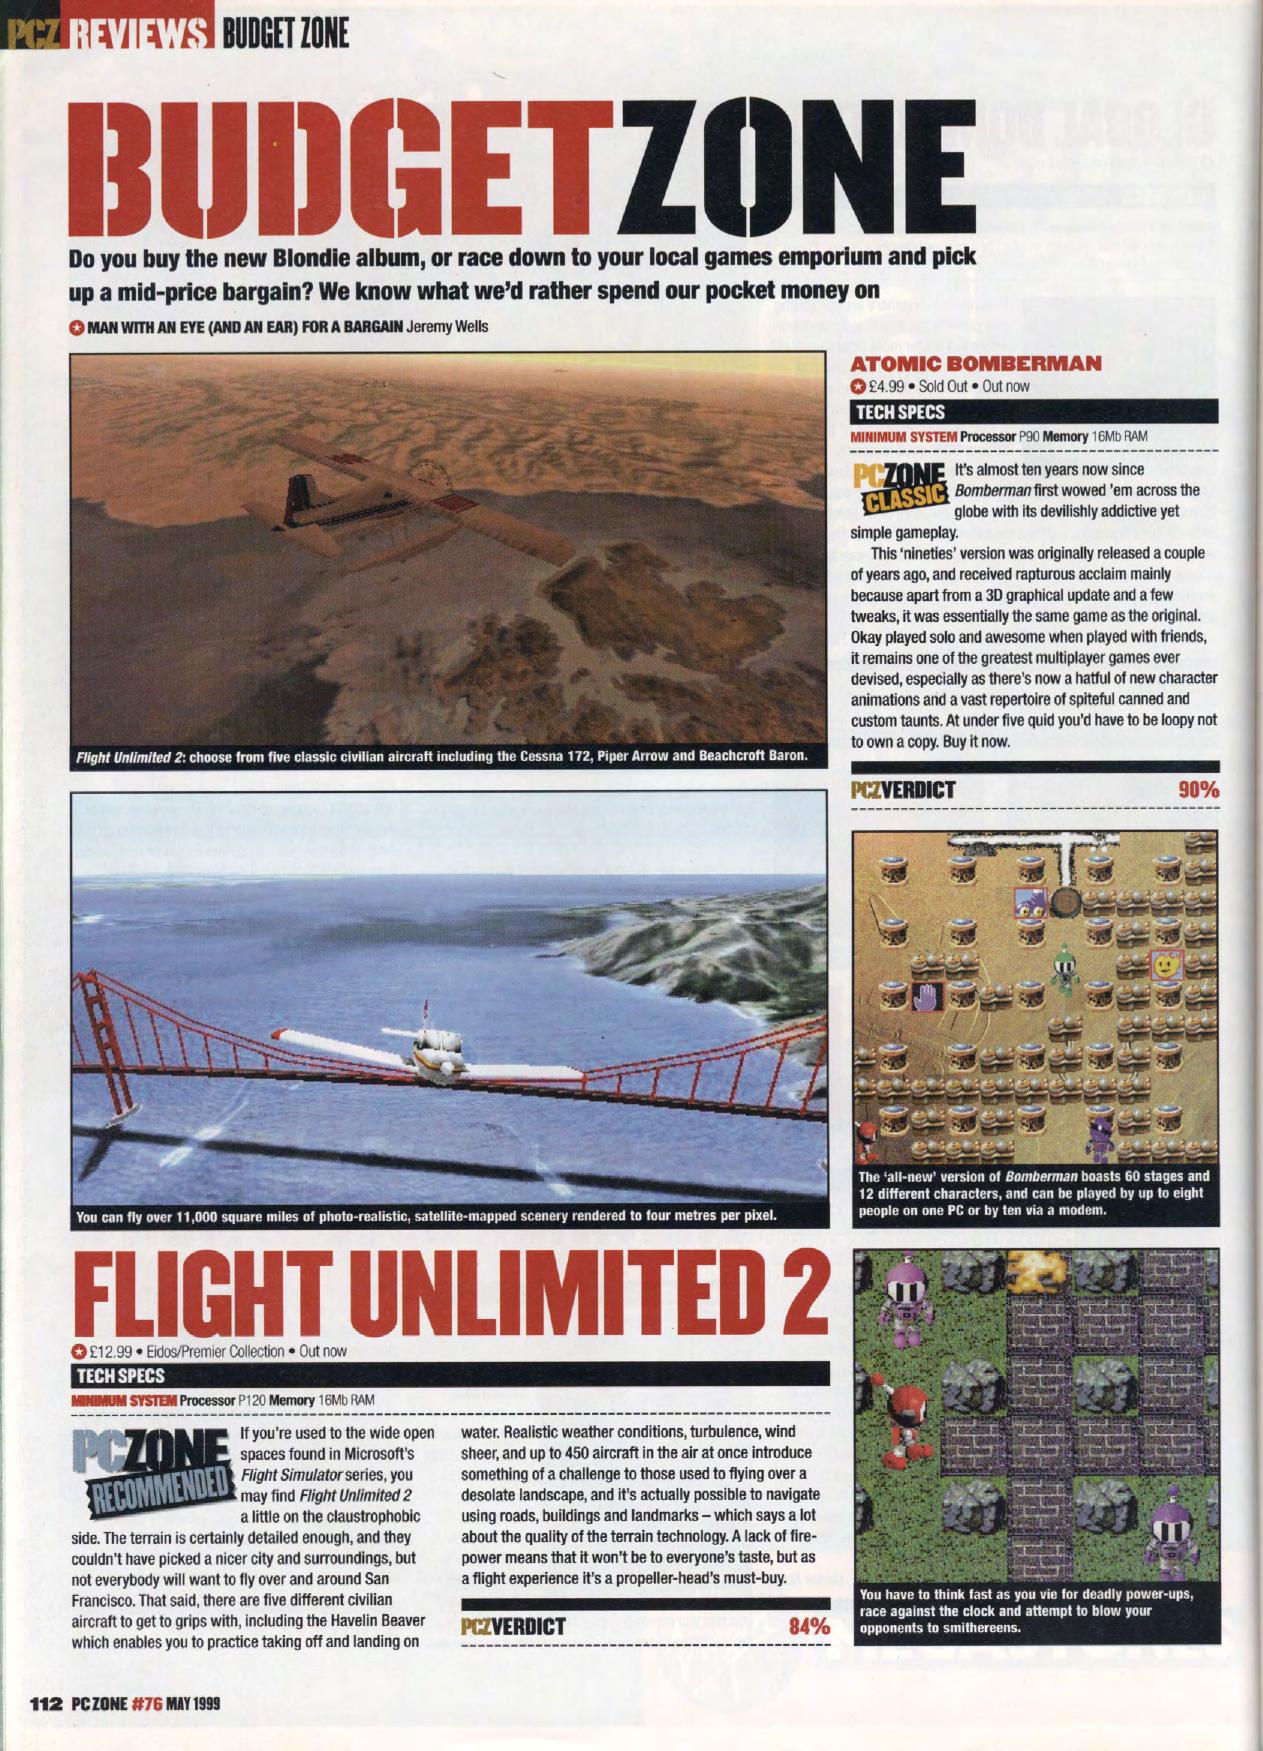 PCZ REVIEWS BUDGET ZONE
BUDGETZONE
Do you buy the new Blondie album, or race down to your local games emporium and pick
up a mid-price bargain? We know what we'd rather spend our pocket money on
MAN WITH AN EYE (AND AN EAR) FOR A BARGAIN Jeremy Wells
Flight Unlimited 2: choose from five classic civilian aircraft including the Cessna 172, Piper Arrow and Beachcroft Baron.
You can fly over 11,000 square miles of photo-realistic, satellite-mapped scenery rendered to four metres per pixel.
FLIGHT UNLIMITED 2
£12.99 • Eidos/Premier Collection • Out now
TECH SPECS
MINIMUM SYSTEM Processor P120 Memory 16Mb RAM
PCZONE
RECOMMENDED
If you're used to the wide open
spaces found in Microsoft's
Flight Simulator series, you
may find Flight Unlimited 2
a little on the claustrophobic
side. The terrain is certainly detailed enough, and they
couldn't have picked a nicer city and surroundings, but
not everybody will want to fly over and around San
Francisco. That said, there are five different civilian
aircraft to get to grips with, including the Havelin Beaver
which enables you to practice taking off and landing on
water. Realistic weather conditions, turbulence, wind
sheer, and up to 450 aircraft in the air at once introduce
something of a challenge to those used to flying over a
desolate landscape, and it's actually possible to navigate
using roads, buildings and landmarks – which says a lot
about the quality of the terrain technology. A lack of fire-
power means that it won't be to everyone's taste, but as
a flight experience it's a propeller-head's must-buy.
PCZVERDICT 84%
ATOMIC BOMBERMAN
£4.99 • Sold Out • Out now
TECH SPECS
MINIMUM SYSTEM Processor P90 Memory 16Mb RAM
PCZONE
CLASSIC
It's almost ten years now since
Bomberman first wowed 'em across the
globe with its devilishly addictive yet
simple gameplay.
This 'nineties' version was originally released a couple
of years ago, and received rapturous acclaim mainly
because apart from a 3D graphical update and a few
tweaks, it was essentially the same game as the original.
Okay played solo and awesome when played with friends,
it remains one of the greatest multiplayer games ever
devised, especially as there's now a hatful of new character
animations and a vast repertoire of spiteful canned and
custom taunts. At under five quid you'd have to be loopy not
to own a copy. Buy it now.
PCZVERDICT 90%
The 'all-new' version of Bomberman boasts 60 stages and
12 different characters, and can be played by up to eight
people on one PC or by ten via a modem.
You have to think fast as you vie for deadly power-ups,
race against the clock and attempt to blow your
opponents to smithereens.
112 PCZONE #76 MAY 1999